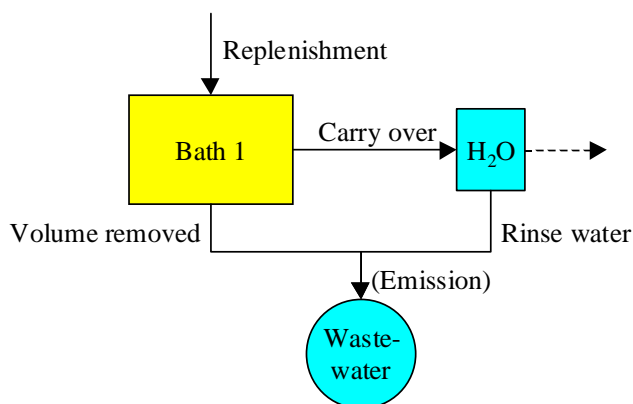 Replenishment
Carry over
Bath 1
H₂O
Volume removed
Rinse water
(Emission)
Waste-
water